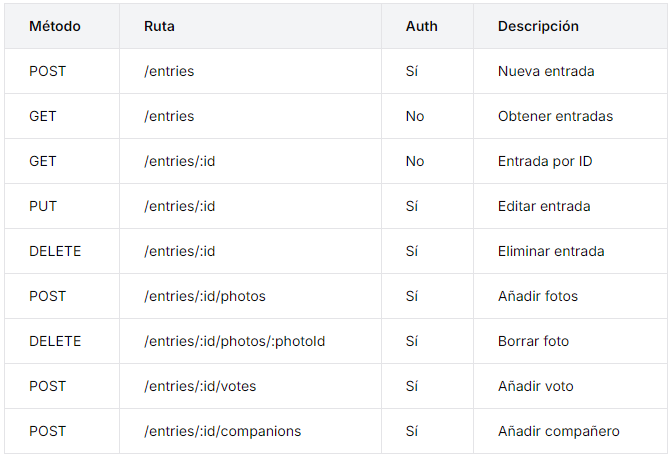 Método Ruta Auth Descripción
POST /entries Sí Nueva entrada
GET /entries No Obtener entradas
GET /entries/:id No Entrada por ID
PUT /entries/:id Sí Editar entrada
DELETE /entries/:id Sí Eliminar entrada
POST /entries/:id/photos Sí Añadir fotos
DELETE /entries/:id/photos/:photoId Sí Borrar foto
POST /entries/:id/votes Sí Añadir voto
POST /entries/:id/companions Sí Añadir compañero